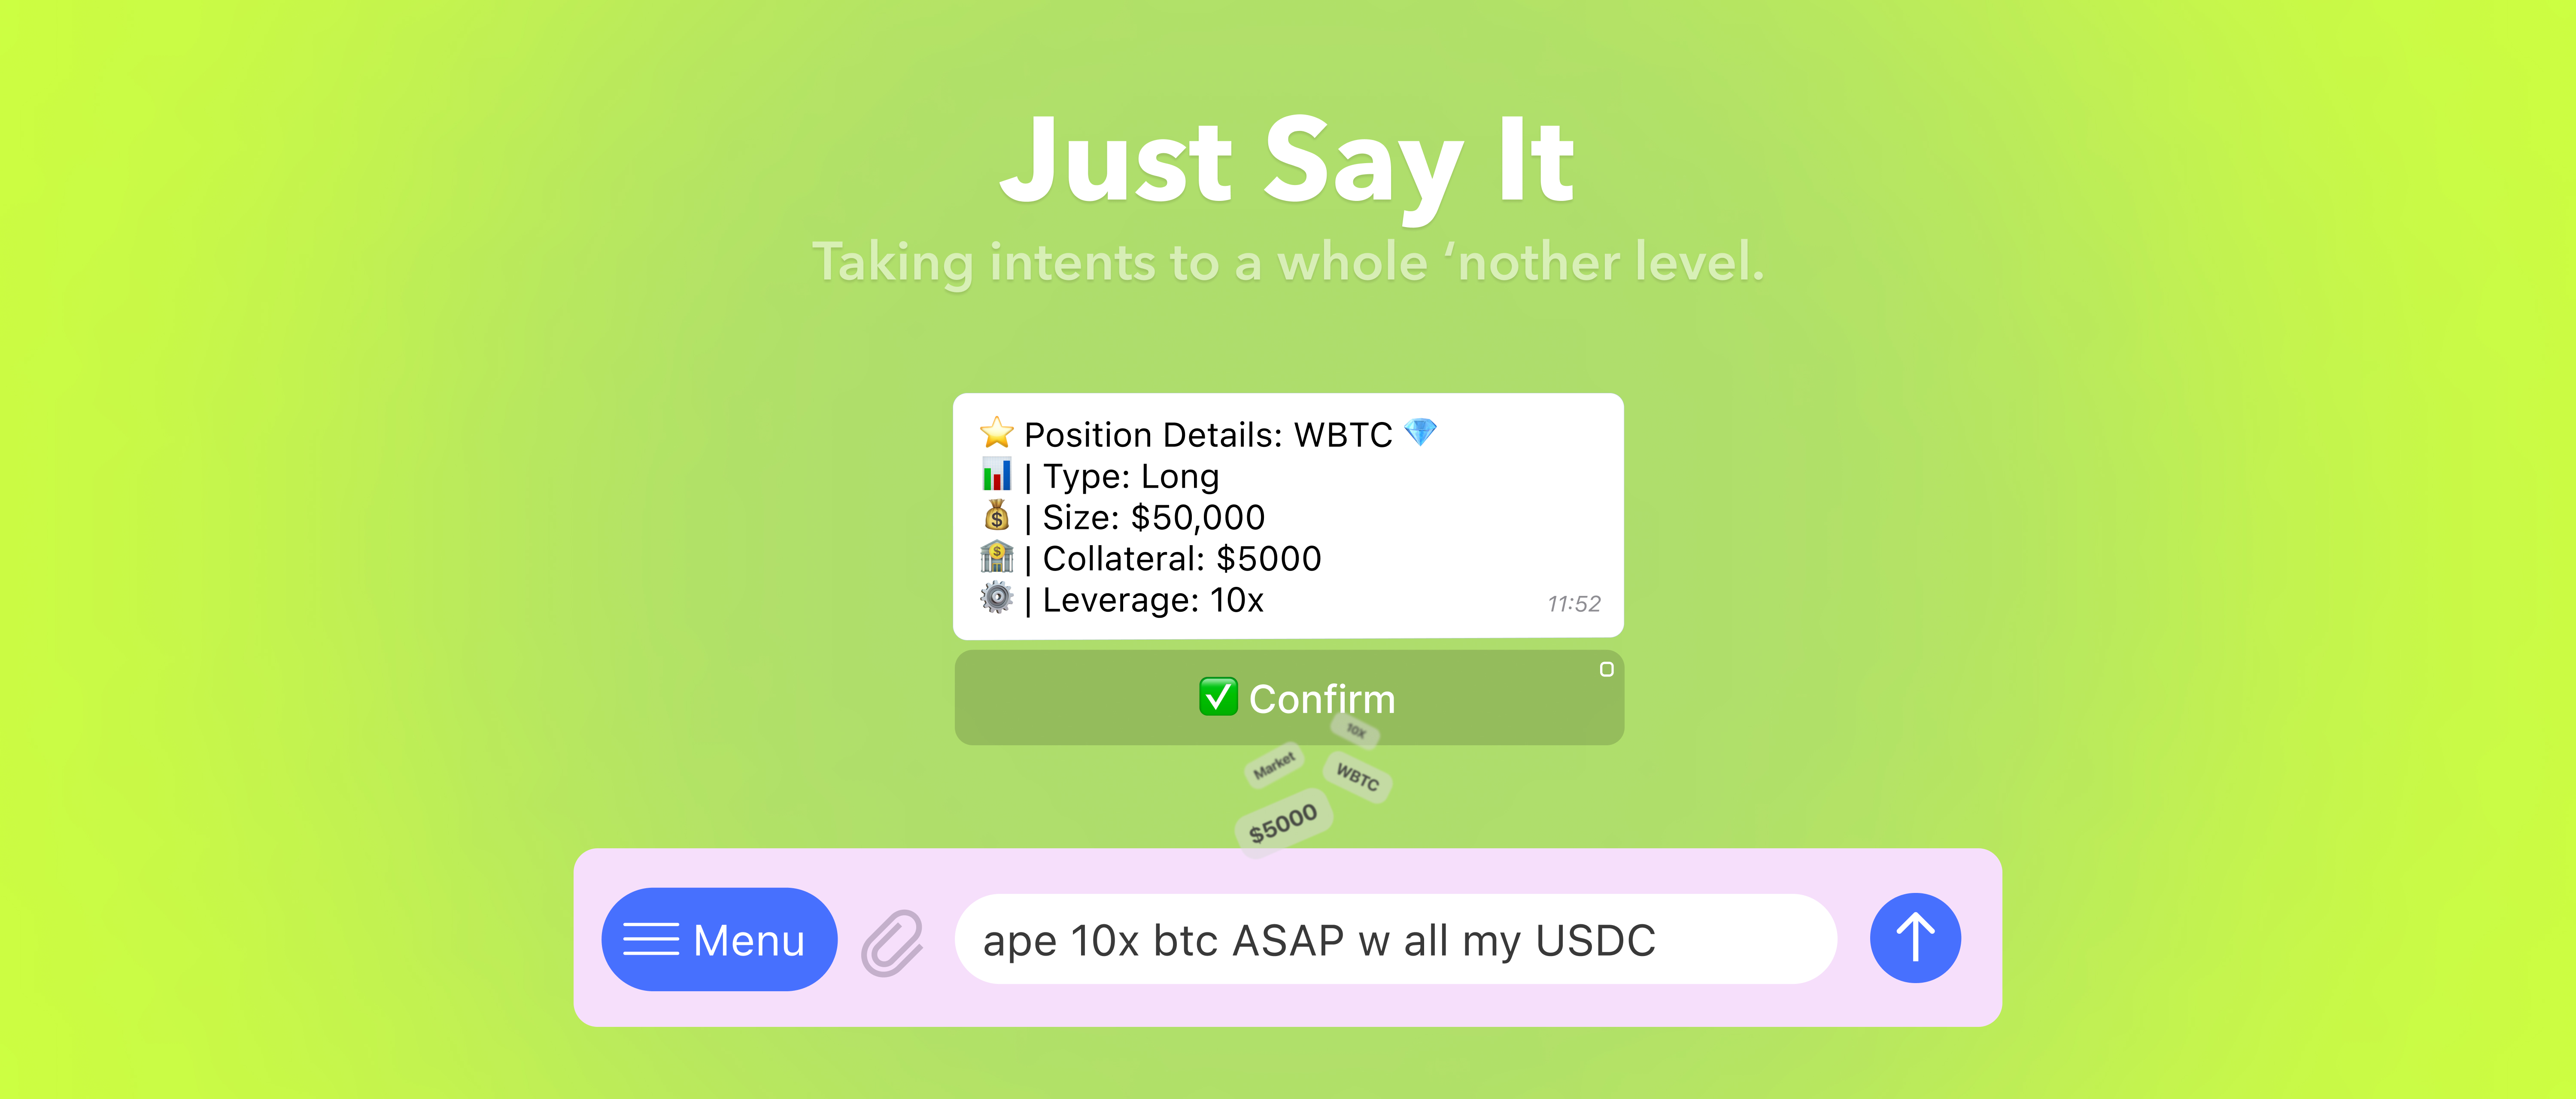 Just Say It
Taking intents to a whole ‘nother level.
⭐ Position Details: WBTC 💎
📊 | Type: Long
💰 | Size: $50,000
🏦 | Collateral: $5000
⚙️ | Leverage: 10x
11:52
✅ Confirm
10X
Market
WBTC
$5000
Menu
ape 10x btc ASAP w all my USDC